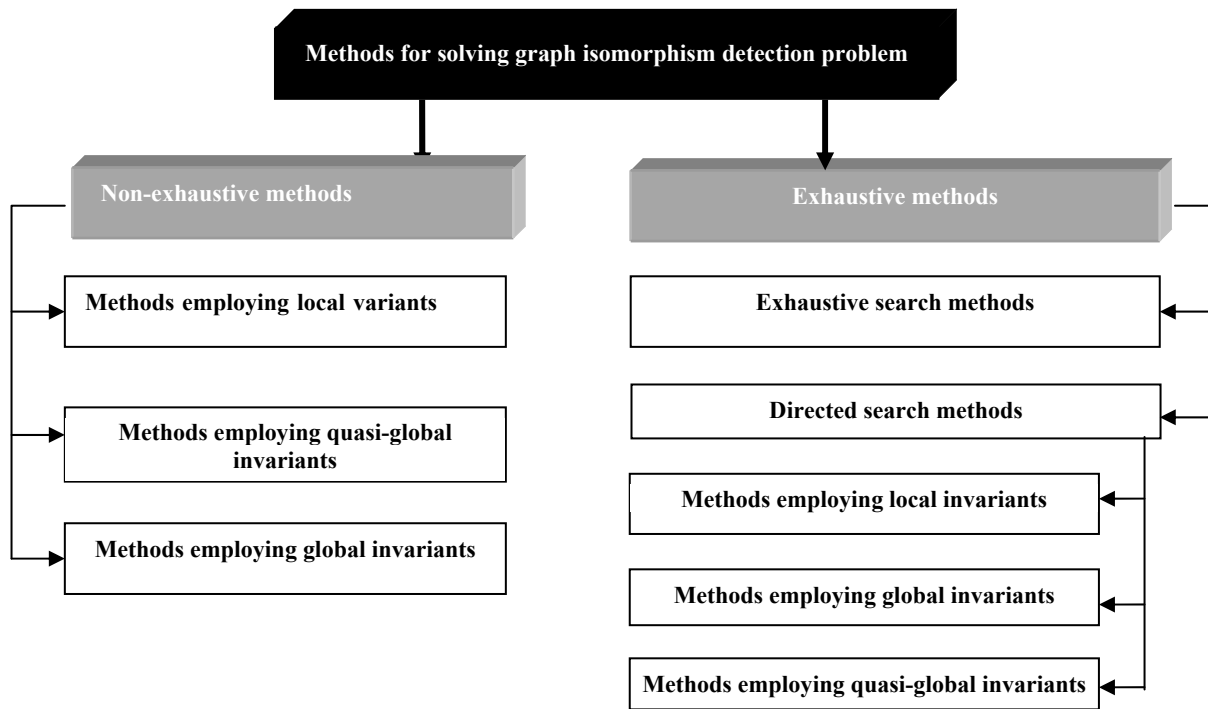 Methods for solving graph isomorphism detection problem
Non-exhaustive methods
Methods employing local variants
Methods employing quasi-global
invariants
Methods employing global invariants
Exhaustive methods
Exhaustive search methods
Directed search methods
Methods employing local invariants
Methods employing global invariants
Methods employing quasi-global invariants